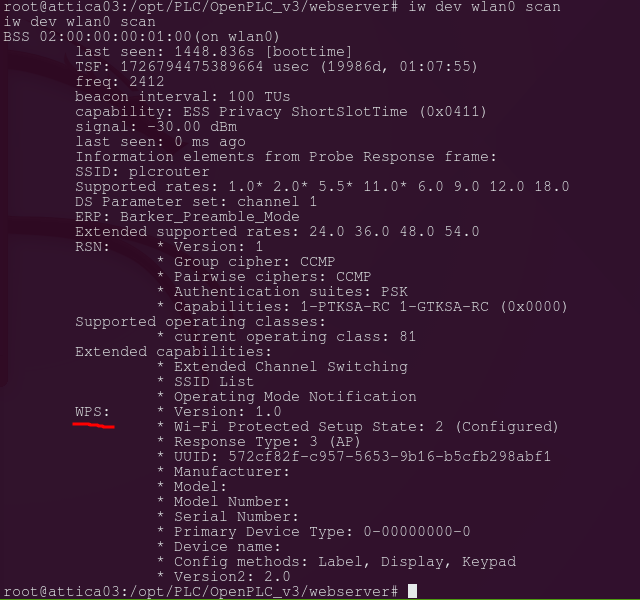 root@attica03:/opt/PLC/OpenPLC_v3/webserver# iw dev wlan0 scan
iw dev wlan0 scan
BSS 02:00:00:00:01:00(on wlan0)
last seen: 1448.836s [boottime]
TSF: 1726794475389664 usec (19986d, 01:07:55)
freq: 2412
beacon interval: 100 TUs
capability: ESS Privacy ShortSlotTime (0x0411)
signal: -30.00 dBm
last seen: 0 ms ago
Information elements from Probe Response frame:
SSID: plcrouter
Supported rates: 1.0* 2.0* 5.5* 11.0* 6.0 9.0 12.0 18.0
DS Parameter set: channel 1
ERP: Barker_Preamble_Mode
Extended supported rates: 24.0 36.0 48.0 54.0
RSN: * Version: 1
* Group cipher: CCMP
* Pairwise ciphers: CCMP
* Authentication suites: PSK
* Capabilities: 1-PTKSA-RC 1-GTKSA-RC (0x0000)
Supported operating classes:
* current operating class: 81
Extended capabilities:
* Extended Channel Switching
* SSID List
* Operating Mode Notification
WPS: * Version: 1.0
* Wi-Fi Protected Setup State: 2 (Configured)
* Response Type: 3 (AP)
* UUID: 572cf82f-c957-5653-9b16-b5cfb298abf1
* Manufacturer:
* Model:
* Model Number:
* Serial Number:
* Primary Device Type: 0-00000000-0
* Device name:
* Config methods: Label, Display, Keypad
* Version2: 2.0
root@attica03:/opt/PLC/OpenPLC_v3/webserver#